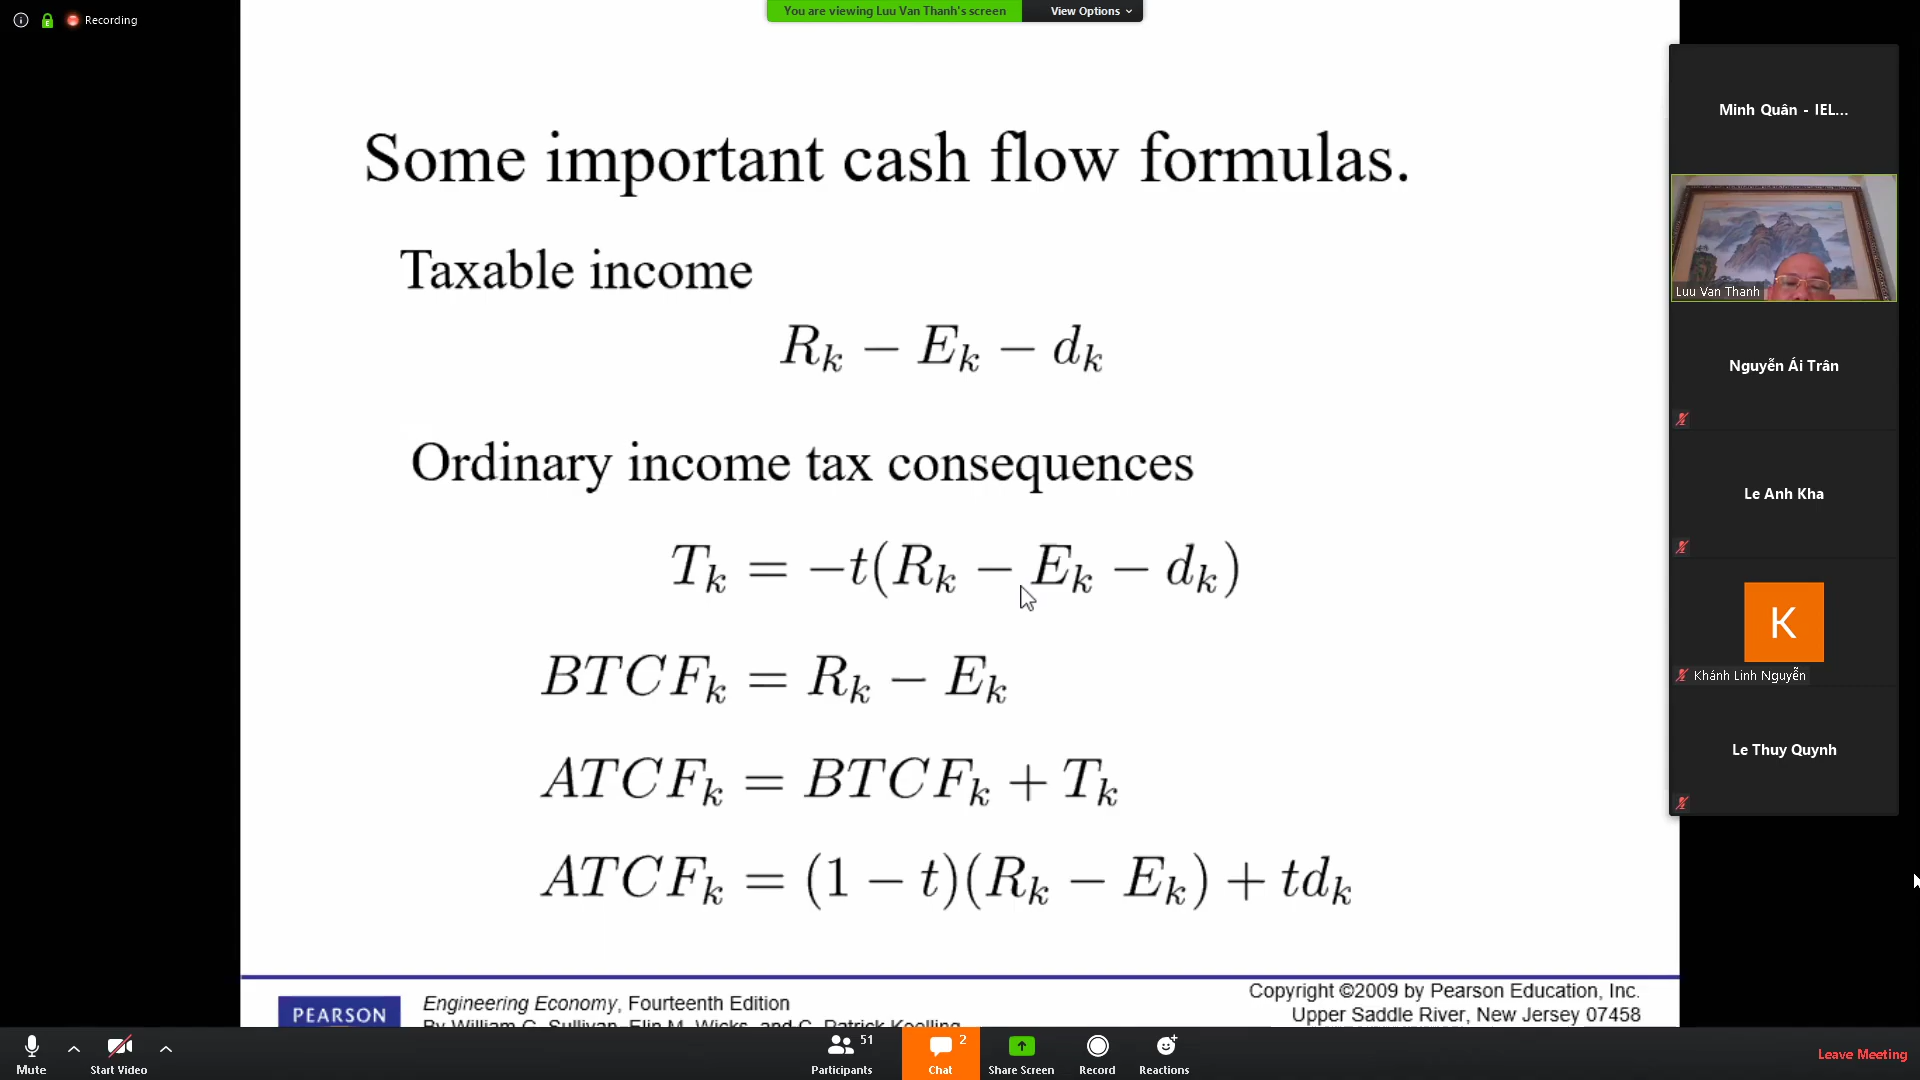 Recording
You are viewing Luu Van Thanh's screen
View Options
Some important cash flow formulas.
Taxable income
R_k − E_k − d_k
Ordinary income tax consequences
T_k = −t(R_k − E_k − d_k)
BTCF_k = R_k − E_k
ATCF_k = BTCF_k + T_k
ATCF_k = (1 − t)(R_k − E_k) + td_k
PEARSON
Engineering Economy, Fourteenth Edition
By William G. Sullivan, Elin M. Wicks, and C. Patrick Koelling
Copyright ©2009 by Pearson Education, Inc.
Upper Saddle River, New Jersey 07458
Minh Quân - IEL...
Luu Van Thanh
Nguyễn Ái Trân
Le Anh Kha
K
Khánh Linh Nguyễn
Le Thuy Quynh
Mute
Start Video
51
Participants
2
Chat
Share Screen
Record
Reactions
Leave Meeting